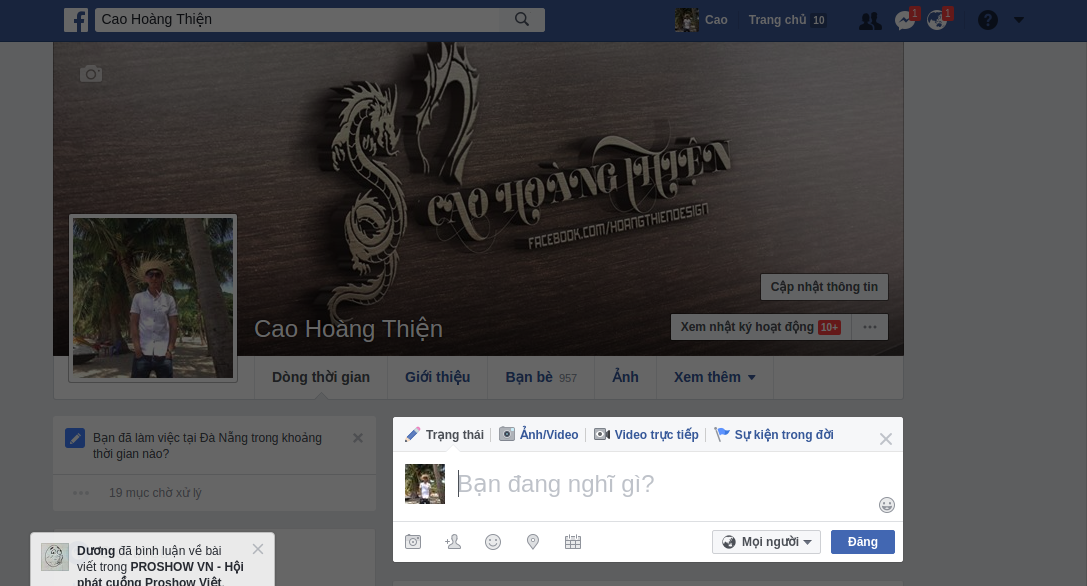 Cao Hoàng Thiện
Cao
Trang chủ 10
1
1
CAO HOÀNG THIỆN
FACEBOOK.COM/HOANGTHIENDESIGN
Cập nhật thông tin
Cao Hoàng Thiện
Xem nhật ký hoạt động 10+
Dòng thời gian
Giới thiệu
Bạn bè 957
Ảnh
Xem thêm
Bạn đã làm việc tại Đà Nẵng trong khoảng
thời gian nào?
19 mục chờ xử lý
Trạng thái
Ảnh/Video
Video trực tiếp
Sự kiện trong đời
Bạn đang nghĩ gì?
Mọi người
Đăng
Dương đã bình luận về bài
viết trong PROSHOW VN - Hội
phát cuồng Proshow Việt.